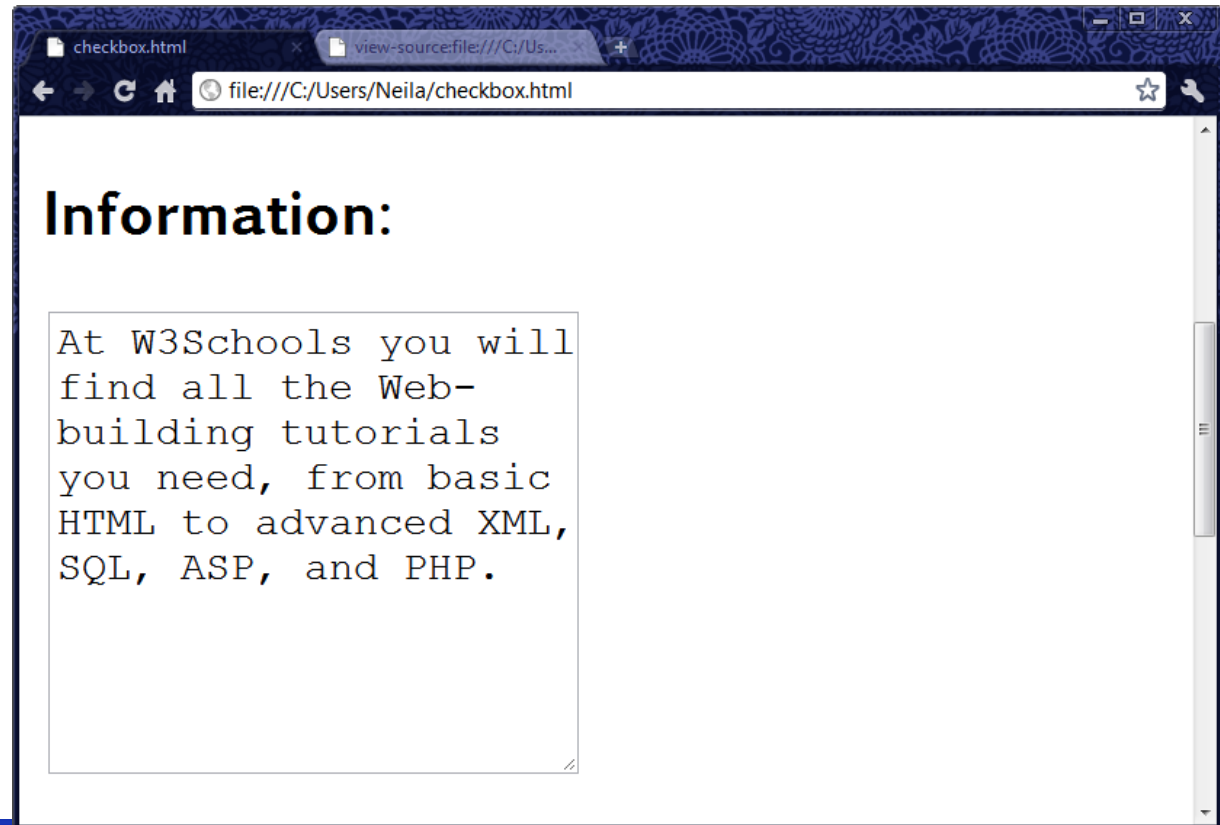 checkbox.html
view-source:file:///C:/Us...
file:///C:/Users/Neila/checkbox.html
Information:
At W3Schools you will
find all the Web-
building tutorials
you need, from basic
HTML to advanced XML,
SQL, ASP, and PHP.